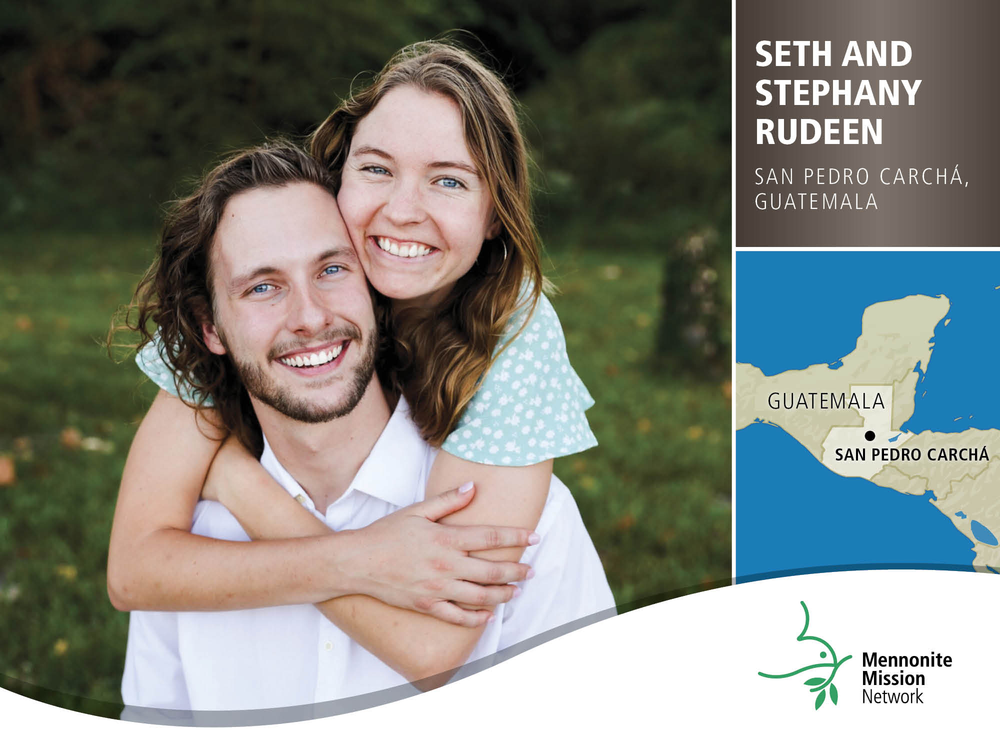 SETH AND
STEPHANY
RUDEEN
SAN PEDRO CARCHÁ,
GUATEMALA
GUATEMALA
SAN PEDRO CARCHÁ
Mennonite
Mission
Network